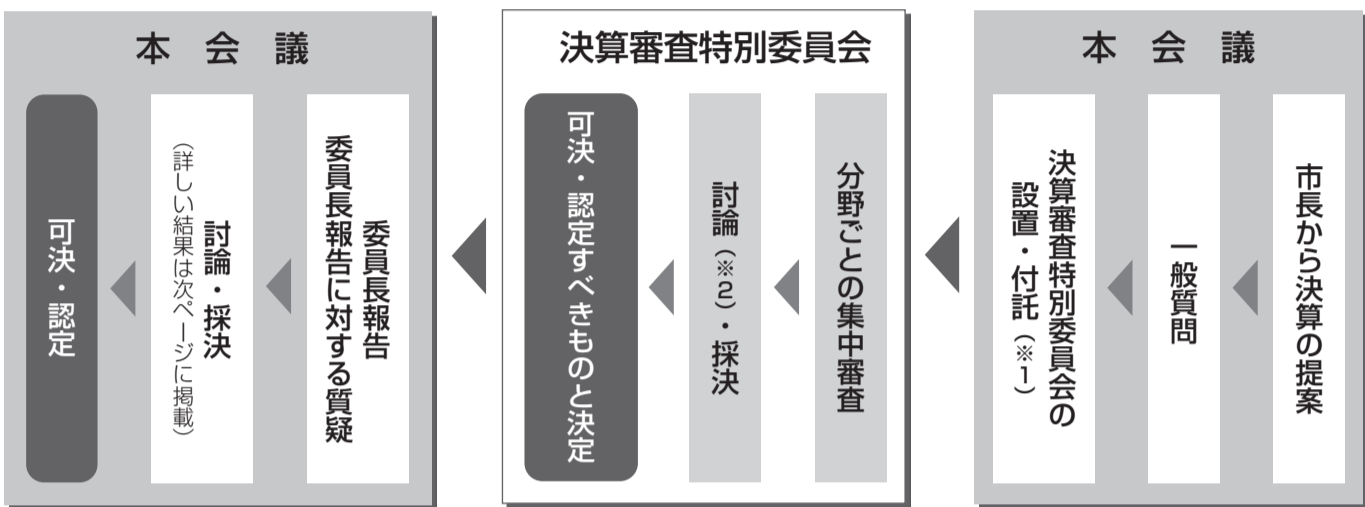 本会議
市長から決算の提案
一般質問
決算審査特別委員会の
設置・付託（※1）
決算審査特別委員会
分野ごとの集中審査
討論（※2）・採決
可決・認定すべきものと決定
本会議
委員長報告
委員長報告に対する質疑
討論・採決
（詳しい結果は次ページに掲載）
可決・認定